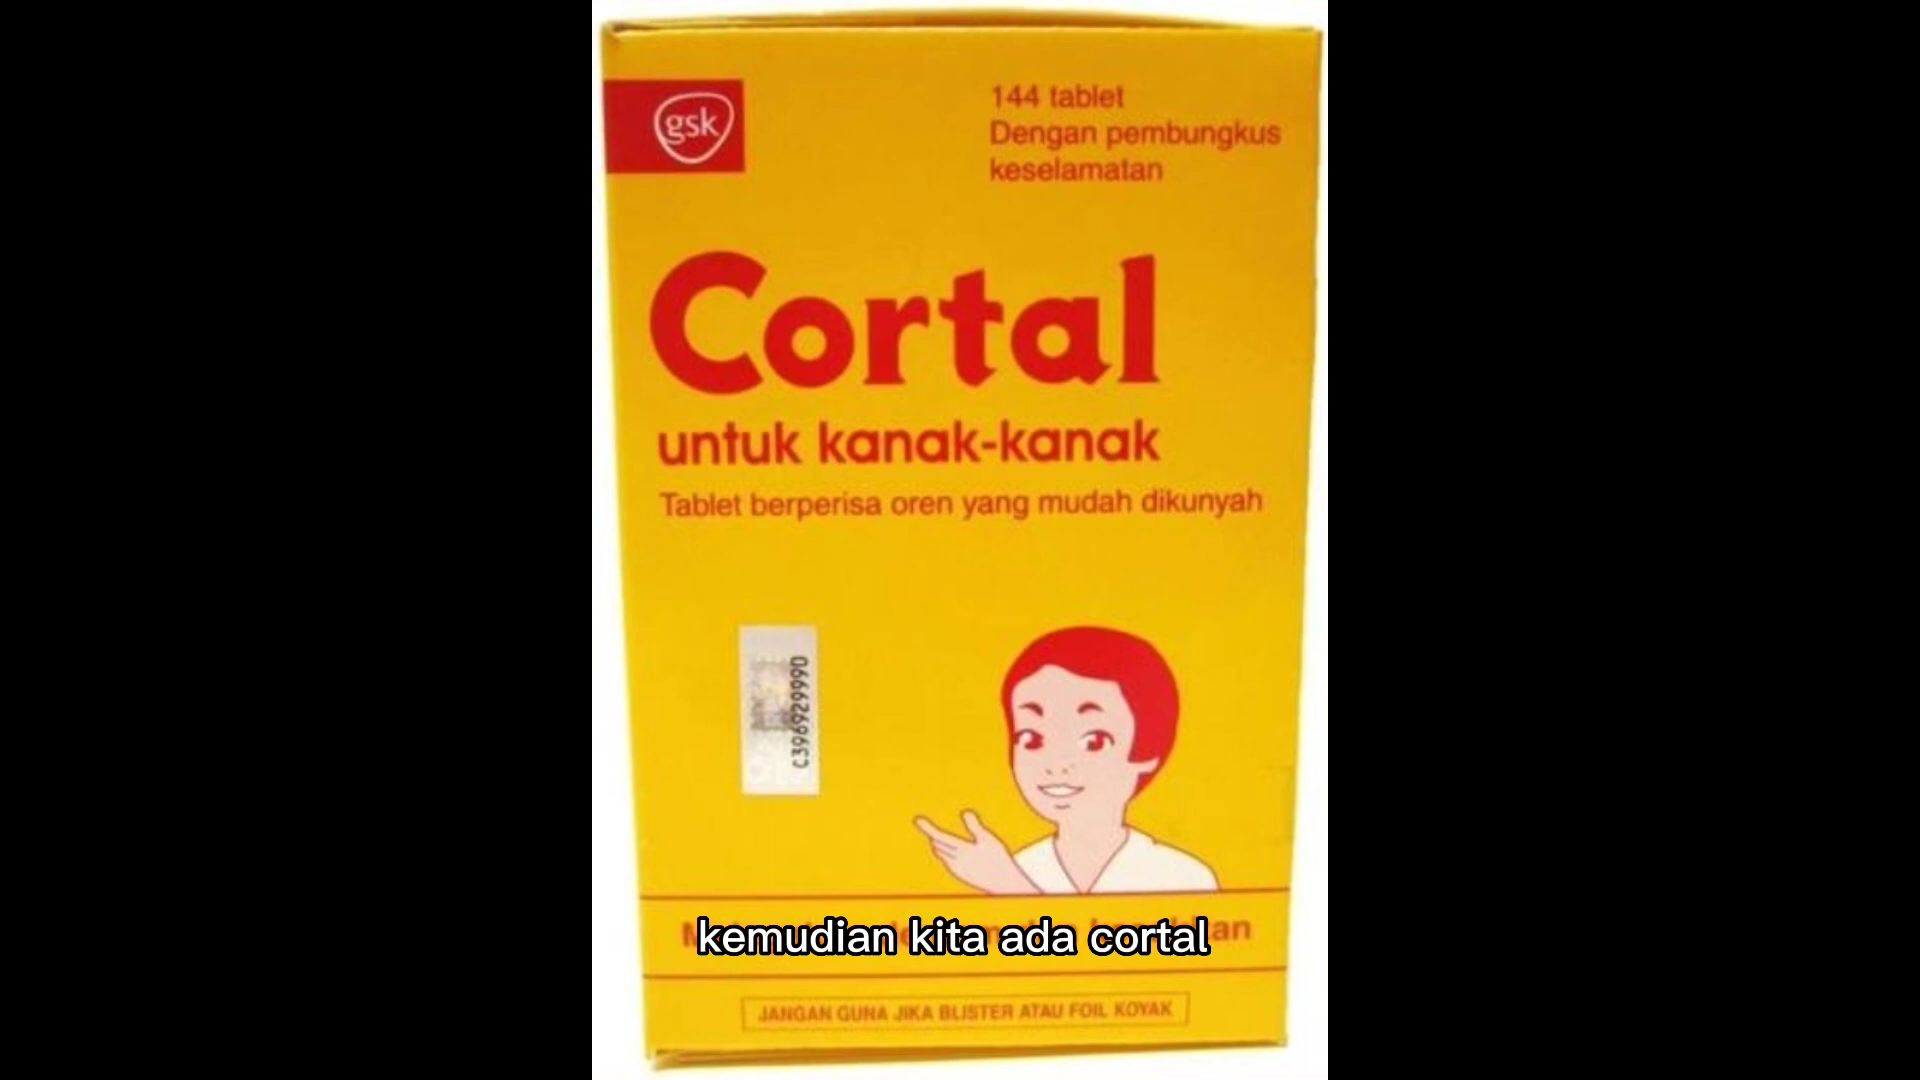 gsk
144 tablet
Dengan pembungkus
keselamatan
Cortal
untuk kanak-kanak
Tablet berperisa oren yang mudah dikunyah
C396929990
kemudian kita ada cortal
JANGAN GUNA JIKA BLISTER ATAU FOIL KOYAK